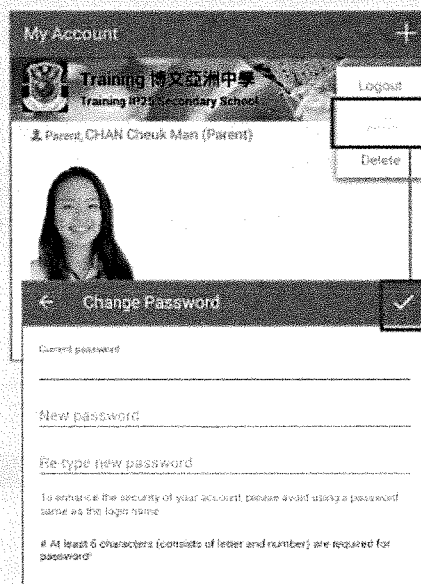 My Account
Training 博文亞洲中學
Training IP25 Secondary School
Parent, CHAN Cheuk Man (Parent)
Logout
Delete
Change Password
Current password
New password
Re-type new password
To enhance the security of your account, please avoid using a password
same as the login name
# At least 6 characters (consists of letter and number) are required for
password